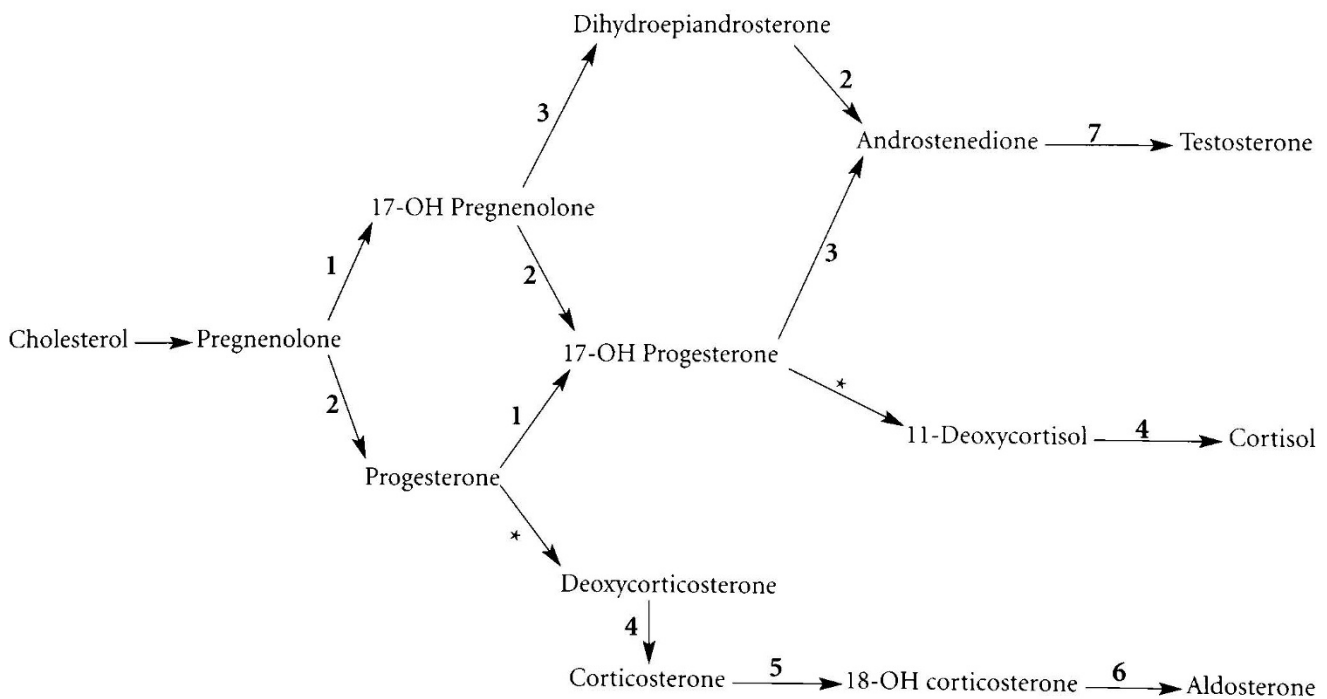 Dihydroepiandrosterone
2
3
Androstenedione 7 Testosterone
17-OH Pregnenolone
1
2
3
Cholesterol Pregnenolone
17-OH Progesterone
*
2
1
11-Deoxycortisol 4 Cortisol
Progesterone
*
Deoxycorticosterone
4
Corticosterone 5 18-OH corticosterone 6 Aldosterone